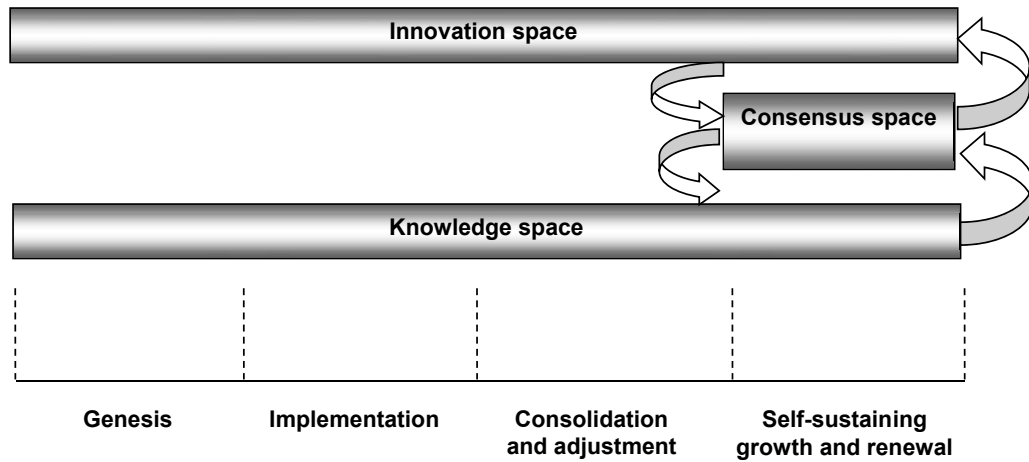 Innovation space
Consensus space
Knowledge space
Genesis
Implementation
Consolidation
and adjustment
Self-sustaining
growth and renewal